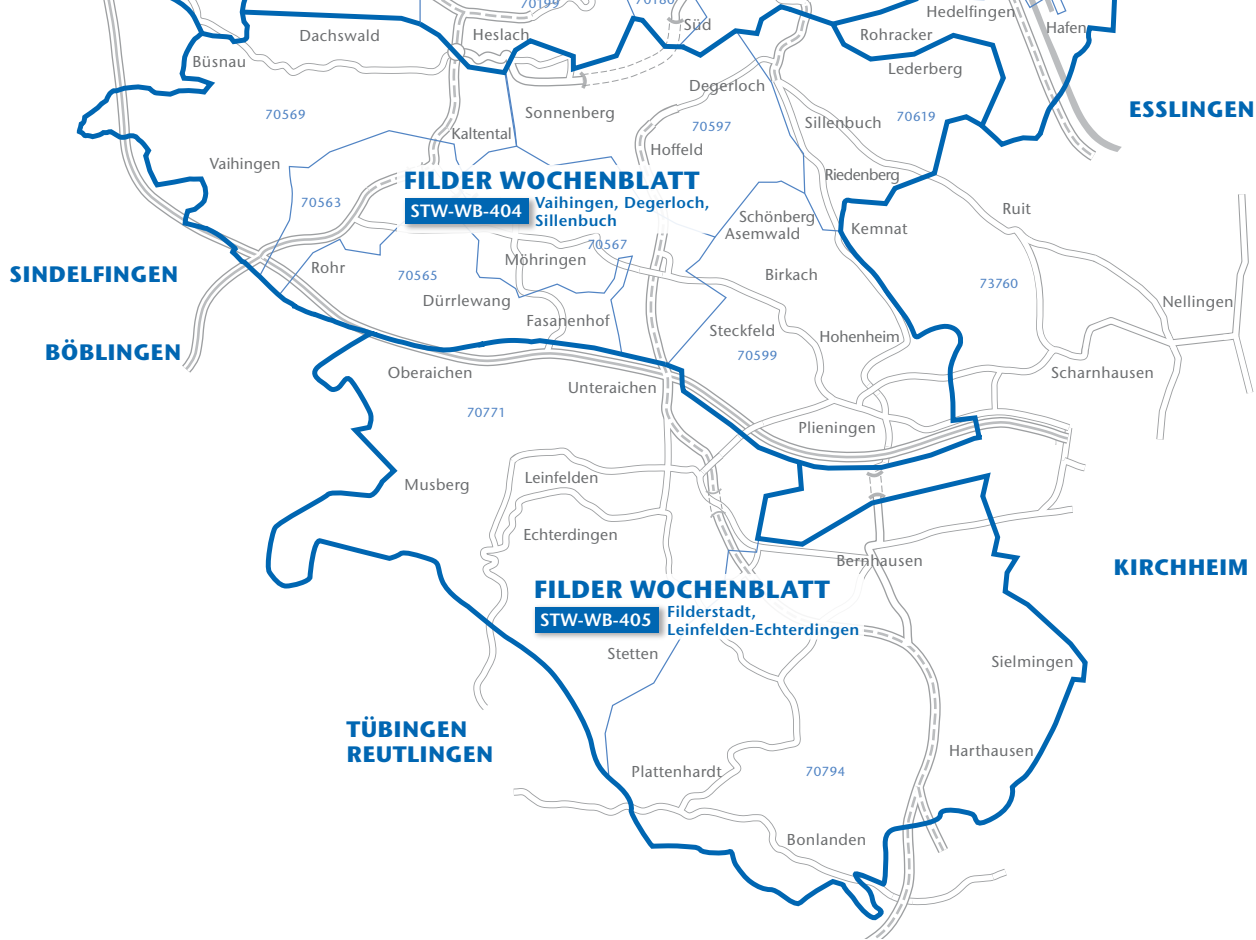 70199
70180
Hedelfingen
Süd
Hafen
Dachswald
Heslach
Rohracker
Büsnau
Lederberg
Degerloch
ESSLINGEN
70569
Sonnenberg
70597
Sillenbuch
70619
Kaltental
Hoffeld
Vaihingen
Riedenberg
FILDER WOCHENBLATT
STW-WB-404
Vaihingen, Degerloch,
Sillenbuch
70563
Schönberg
Asemwald
Kemnat
Ruit
70567
Möhringen
SINDELFINGEN
Rohr
70565
Birkach
73760
Dürrlewang
Nellingen
Fasanenhof
Steckfeld
Hohenheim
BÖBLINGEN
70599
Oberaichen
Unteraichen
Scharnhausen
70771
Plieningen
Musberg
Leinfelden
Echterdingen
Bernhausen
KIRCHHEIM
FILDER WOCHENBLATT
STW-WB-405
Filderstadt,
Leinfelden-Echterdingen
Stetten
Sielmingen
TÜBINGEN
REUTLINGEN
Harthausen
Plattenhardt
70794
Bonlanden